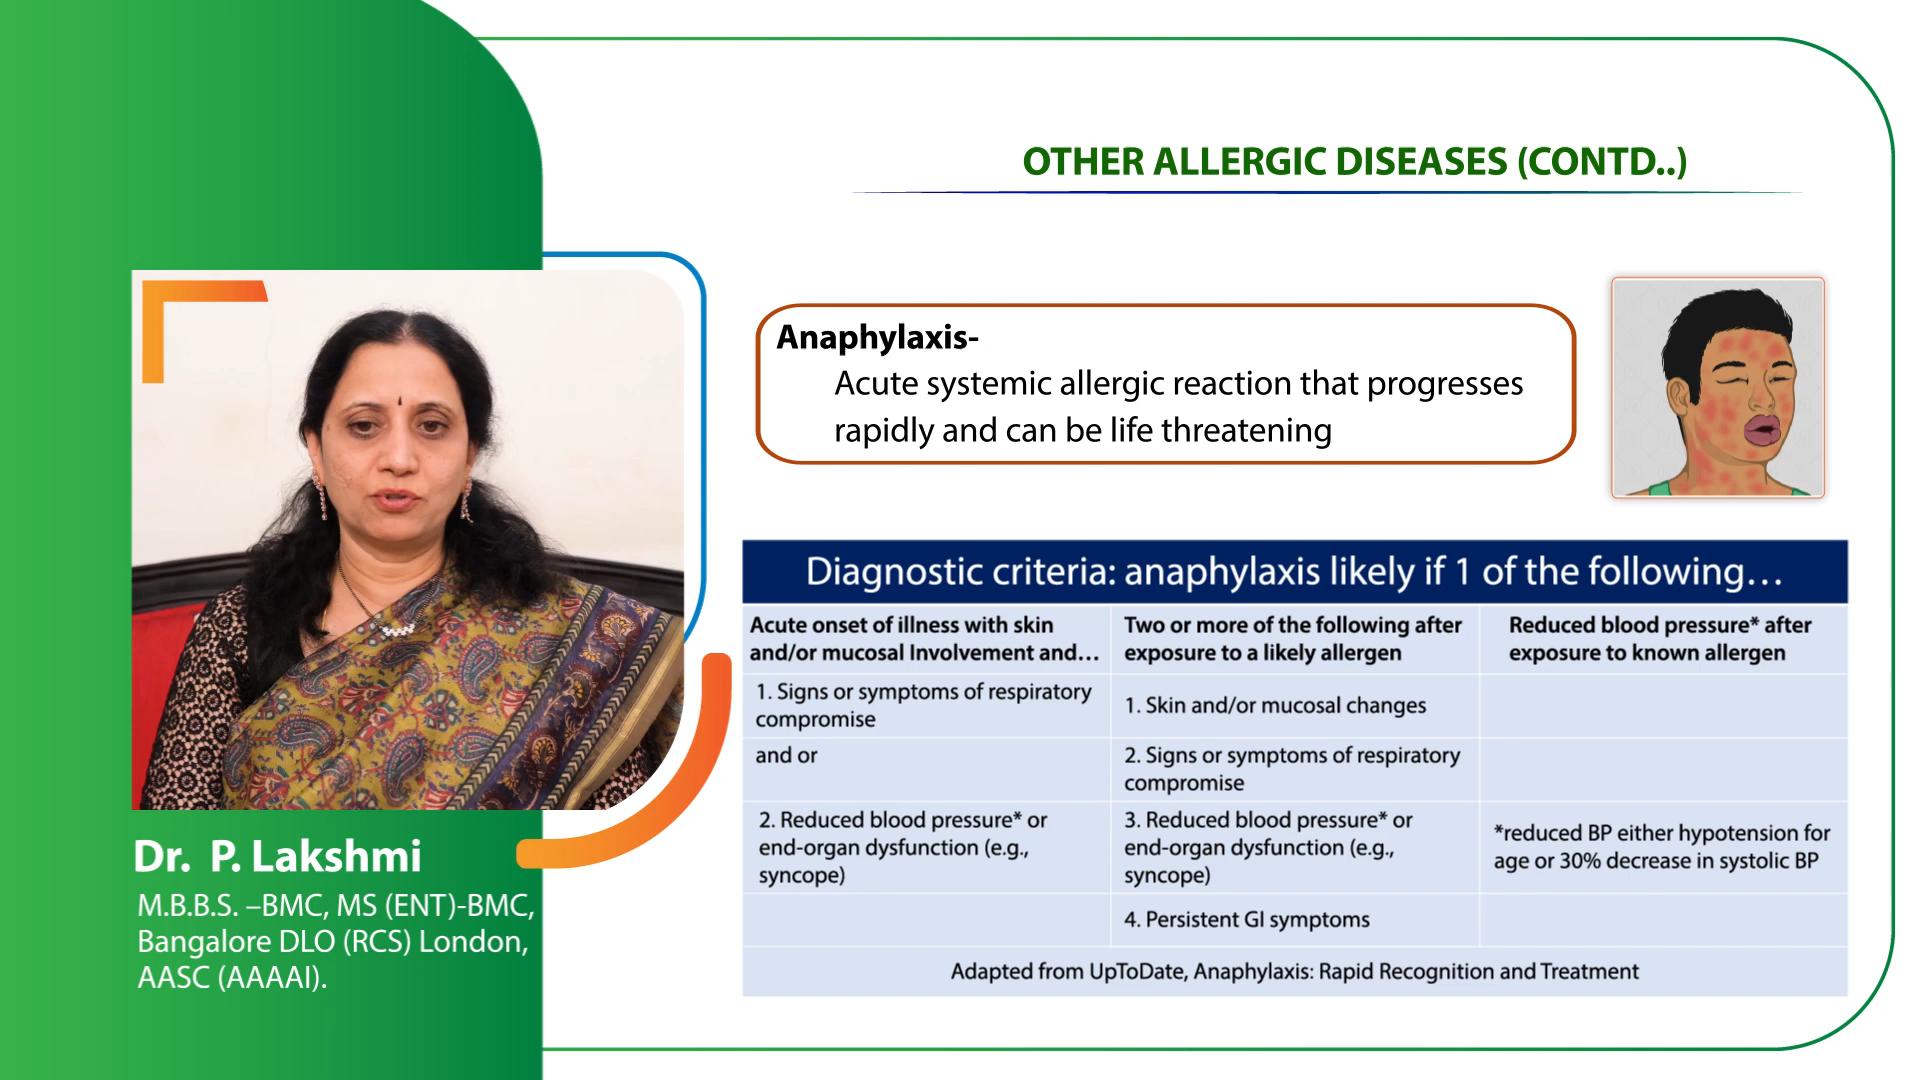 OTHER ALLERGIC DISEASES (CONTD..)
Anaphylaxis-
Acute systemic allergic reaction that progresses
rapidly and can be life threatening
Diagnostic criteria: anaphylaxis likely if 1 of the following...
Acute onset of illness with skin
and/or mucosal Involvement and...
Two or more of the following after
exposure to a likely allergen
Reduced blood pressure* after
exposure to known allergen
1. Signs or symptoms of respiratory
compromise
1. Skin and/or mucosal changes
and or
2. Signs or symptoms of respiratory
compromise
2. Reduced blood pressure* or
end-organ dysfunction (e.g.,
syncope)
3. Reduced blood pressure* or
end-organ dysfunction (e.g.,
syncope)
*reduced BP either hypotension for
age or 30% decrease in systolic BP
4. Persistent GI symptoms
Adapted from UpToDate, Anaphylaxis: Rapid Recognition and Treatment
Dr. P. Lakshmi
M.B.B.S. –BMC, MS (ENT)-BMC,
Bangalore DLO (RCS) London,
AASC (AAAAI).